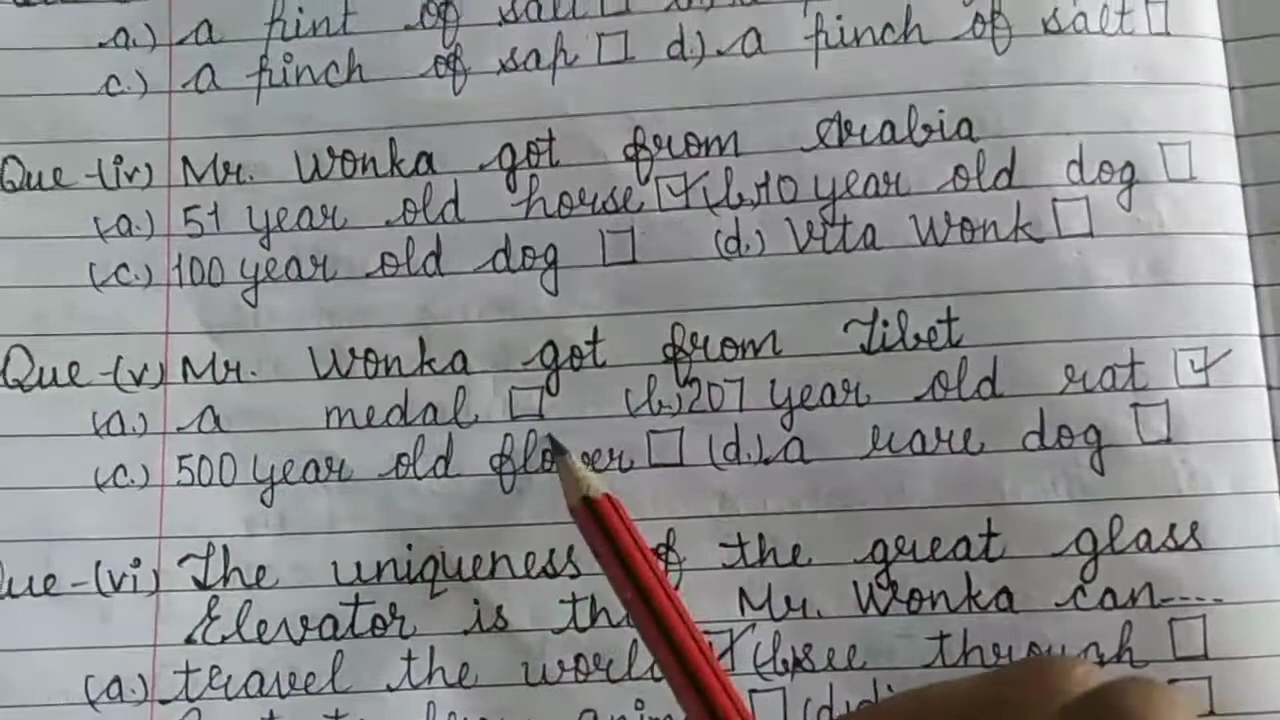 a.) a pint of salt
c.) a pinch of sap □ d.) a pinch of salt □
Que-(iv) Mr. Wonka got from Arabia
(a.) 51 year old horse ☑ (b.) 10 year old dog □
(c.) 100 year old dog □ (d.) Vita Wonk □
Que-(v) Mr. Wonka got from Tibet
(a.) a medal □ (b.) 207 year old rat ☑
(c.) 500 year old flower □ (d.) a rare dog □
ue-(vi) The uniqueness of the great glass
Elevator is Mr. Wonka can----
(a.) travel the world ☑ (b.) see through □